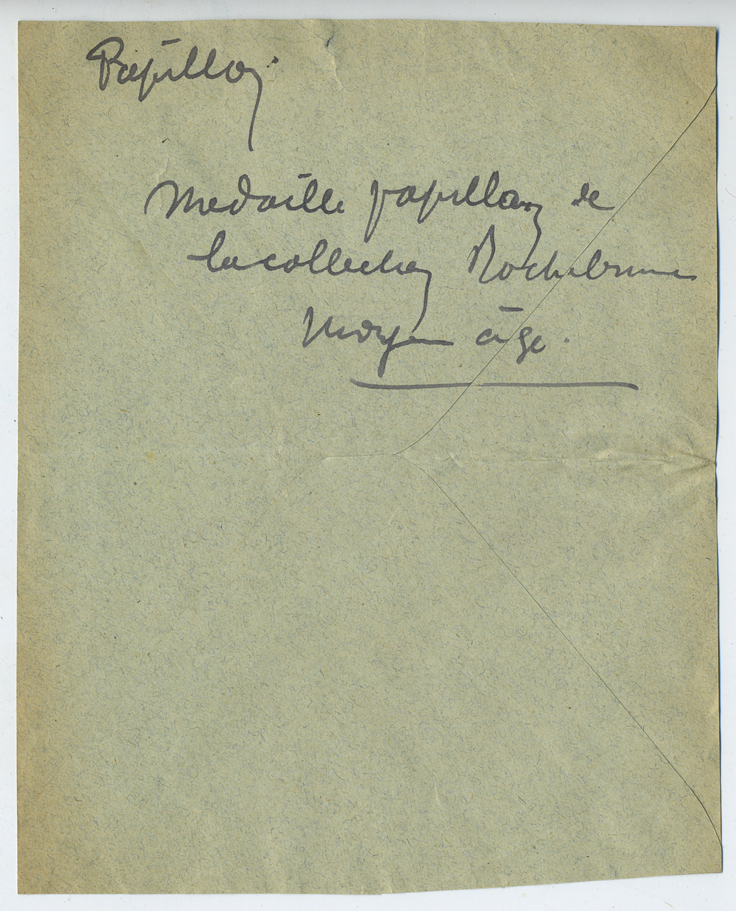 Papillon
Medaille papillon de
la collection Rochebrune
Moyen âge.